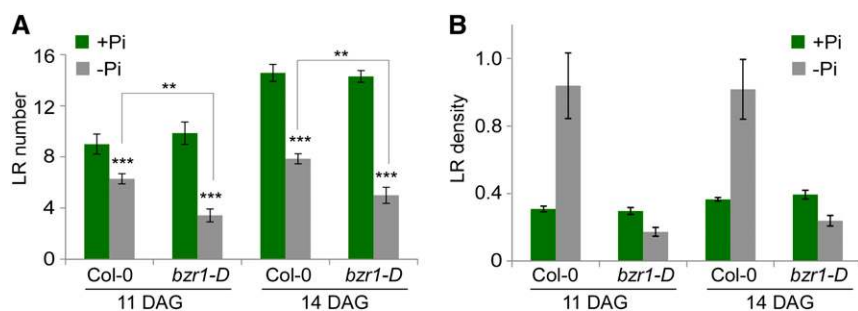 A
+Pi
-Pi
LR number
16
12
8
4
0
**
**
***
***
***
***
Col-0 bzr1-D Col-0 bzr1-D
11 DAG 14 DAG
B
+Pi
-Pi
LR density
1.0
0.8
0.4
0
Col-0 bzr1-D Col-0 bzr1-D
11 DAG 14 DAG